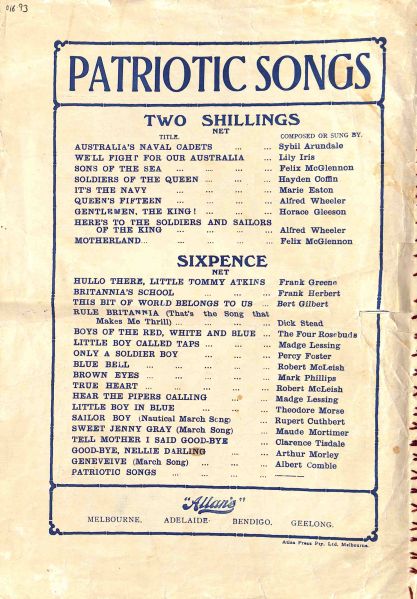 016 93
PATRIOTIC SONGS
TWO SHILLINGS
NET
TITLE. COMPOSED OR SUNG BY.
AUSTRALIA'S NAVAL CADETS ... ... Sybil Arundale
WE'LL FIGHT FOR OUR AUSTRALIA ... Lily Iris
SONS OF THE SEA ... ... ... ... Felix McGlennon
SOLDIERS OF THE QUEEN ... ... ... Hayden Coffin
IT'S THE NAVY ... ... ... ... Marie Eaton
QUEEN'S FIFTEEN ... ... ... ... Alfred Wheeler
GENTLEMEN, THE KING! ... ... ... Horace Gleeson
HERE'S TO THE SOLDIERS AND SAILORS
OF THE KING ... ... ... ... Alfred Wheeler
MOTHERLAND... ... ... ... ... Felix McGlennon
SIXPENCE
NET
HULLO THERE, LITTLE TOMMY ATKINS Frank Greene
BRITANNIA'S SCHOOL ... ... ... Frank Herbert
THIS BIT OF WORLD BELONGS TO US ... Bert Gilbert
RULE BRITANNIA (That's the Song that
Makes Me Thrill) ... ... ... ... Dick Stead
BOYS OF THE RED, WHITE AND BLUE ... The Four Rosebuds
LITTLE BOY CALLED TAPS ... ... ... Madge Lessing
ONLY A SOLDIER BOY ... ... ... Percy Foster
BLUE BELL ... ... ... ... ... Robert McLeish
BROWN EYES ... ... ... ... ... Mark Phillips
TRUE HEART ... ... ... ... ... Robert McLeish
HEAR THE PIPERS CALLING ... ... Madge Lessing
LITTLE BOY IN BLUE ... ... ... Theodor Morse
SAILOR BOY (Nautical March Song) ... Rupert Cuthbert
SWEET JENNY GRAY (March Song) ... Maude Mortimer
TELL MOTHER I SAID GOOD-BYE ... Clarence Tisdale
GOOD-BYE, NELLIE DARLING ... ... Arthur Morley
GENEVEIVE (March Song) ... ... ... Albert Comble
PATRIOTIC SONGS ... ... ... ...
"Allan's"
MELBOURNE. ADELAIDE. BENDIGO. GEELONG.
Atlas Press Pty. Ltd. Melbourne.